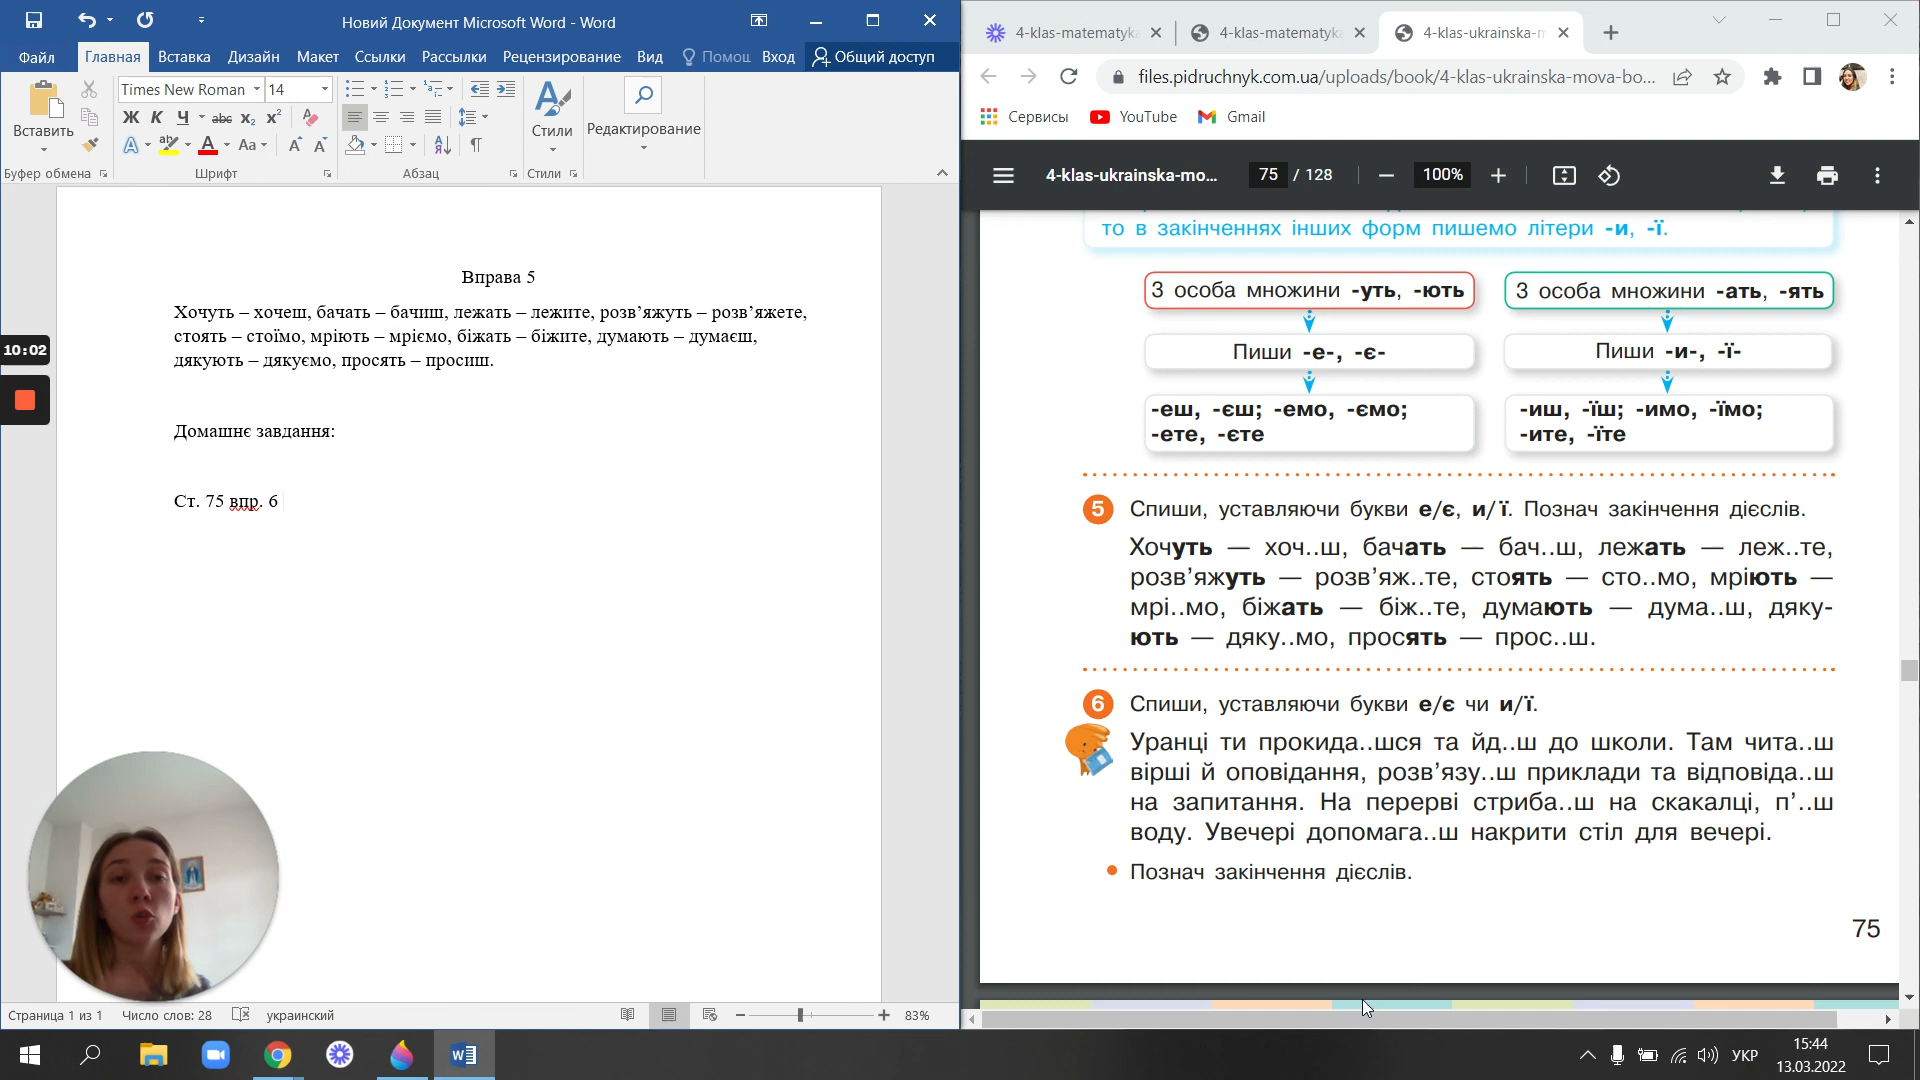 Новий Документ Microsoft Word - Word
Файл Главная Вставка Дизайн Макет Ссылки Рассылки Рецензирование Вид Помощ Вход Общий доступ
Times New Roman 14
Вставить
Ж К Ч abc x₂ x²
Стили
Редактирование
Aa
Буфер обмена Шрифт Абзац Стили
Вправа 5
Хочуть – хочеш, бачать – бачиш, лежать – лежите, розв’яжуть – розв’яжете,
стоять – стоїмо, мріють – мріємо, біжать – біжите, думають – думаєш,
дякують – дякуємо, просять – просиш.
Домашнє завдання:
Ст. 75 впр. 6
10:02
Страница 1 из 1 Число слов: 28 украинский 83%
4-klas-matematyka 4-klas-matematyka 4-klas-ukrainska-m
files.pidruchnyk.com.ua/uploads/book/4-klas-ukrainska-mova-bo...
Сервисы YouTube Gmail
4-klas-ukrainska-mo... 75 / 128 100%
то в закінченнях інших форм пишемо літери -и, -ї.
3 особа множини -уть, -ють
3 особа множини -ать, -ять
Пиши -е-, -є-
Пиши -и-, -ї-
-еш, -єш; -емо, -ємо;
-ете, -єте
-иш, -їш; -имо, -їмо;
-ите, -їте
5 Спиши, уставляючи букви е/є, и/ї. Познач закінчення дієслів.
Хочуть — хоч..ш, бачать — бач..ш, лежать — леж..те,
розв’яжуть — розв’яж..те, стоять — сто..мо, мріють —
мрі..мо, біжать — біж..те, думають — дума..ш, дяку-
ють — дяку..мо, просять — прос..ш.
6 Спиши, уставляючи букви е/є чи и/ї.
Уранці ти прокида..шся та йд..ш до школи. Там чита..ш
вірші й оповідання, розв’язу..ш приклади та відповіда..ш
на запитання. На перерві стриба..ш на скакалці, п’..ш
воду. Увечері допомага..ш накрити стіл для вечері.
Познач закінчення дієслів.
75
УКР
15:44
13.03.2022